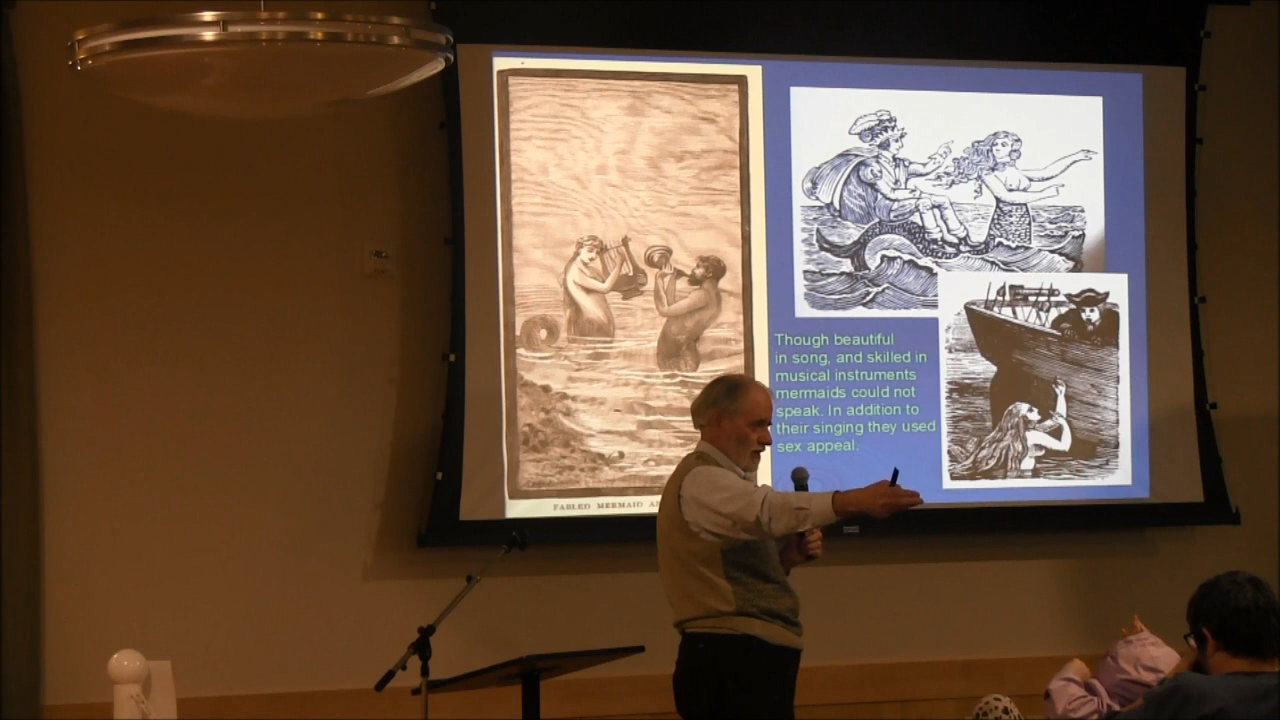 FABLED MERMAID
Though beautiful
in song, and skilled in
musical instruments
mermaids could not
speak. In addition to
their singing they used
sex appeal.